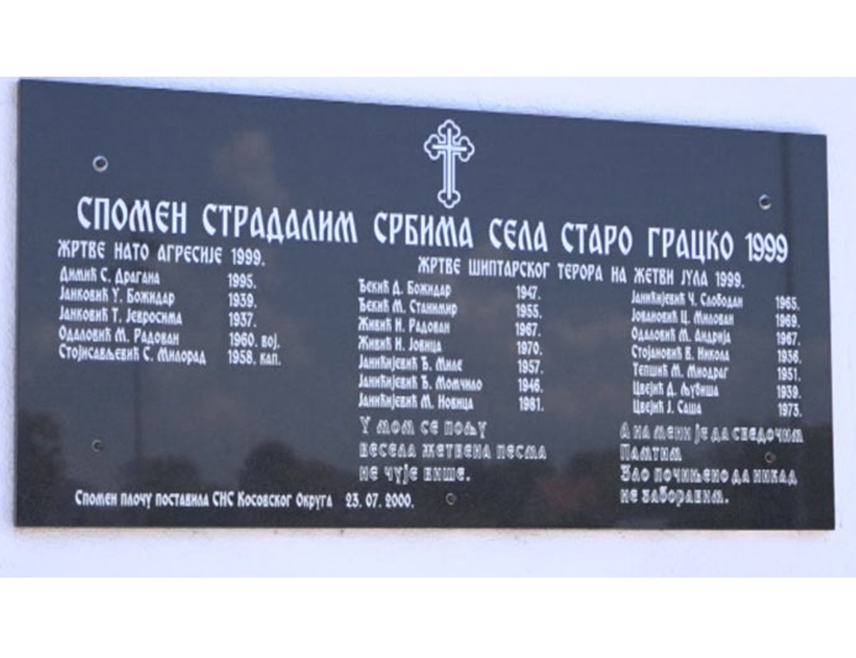 СПОМЕН СТРАДАЛИМ СРБИМА СЕЛА СТАРО ГРАЦКО 1999
ЖРТВЕ НАТО АГРЕСИЈЕ 1999.
Димић С. Драгана 1995.
Јанковић У. Божидар 1939.
Јанковић Т. Јевросима 1937.
Одаловић М. Радован 1960. вој.
Стојисављевић С. Милорад 1958. кап.
ЖРТВЕ ШИПТАРСКОГ ТЕРОРА НА ЖЕТВИ ЈУЛА 1999.
Ђекић Д. Божидар 1947.
Ђекић М. Станимир 1955.
Живић И. Радован 1967.
Живић И. Јовица 1970.
Јанићијевић Ђ. Миле 1957.
Јанићијевић Ђ. Момчило 1946.
Јанићијевић М. Новица 1981.
Јанићијевић Ч. Слободан 1965.
Јовановић Ц. Милован 1969.
Одаловић М. Андрија 1967.
Стојановић В. Никола 1936.
Тепшић М. Миодраг 1951.
Цвејић Д. Љубиша 1939.
Цвејић Ј. Саша 1973.
У мом се пољу
весела жетвена песма
не чује више.
А на мени је да сведочим
Памтим
Зло почињено да никад
не заборавим.
Спомен плочу поставила СНС Косовског Округа 23. 07. 2000.